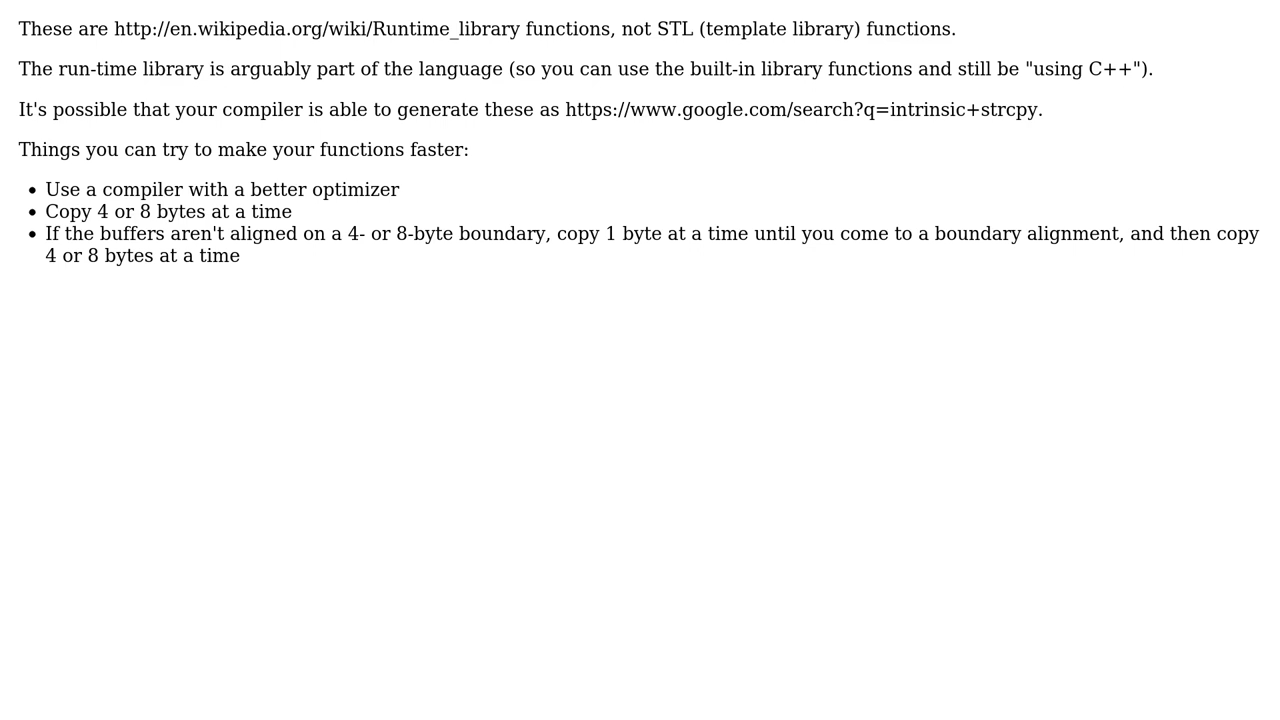 These are http://en.wikipedia.org/wiki/Runtime_library functions, not STL (template library) functions.
The run-time library is arguably part of the language (so you can use the built-in library functions and still be "using C++").
It's possible that your compiler is able to generate these as https://www.google.com/search?q=intrinsic+strcpy.
Things you can try to make your functions faster:
• Use a compiler with a better optimizer
• Copy 4 or 8 bytes at a time
• If the buffers aren't aligned on a 4- or 8-byte boundary, copy 1 byte at a time until you come to a boundary alignment, and then copy
4 or 8 bytes at a time